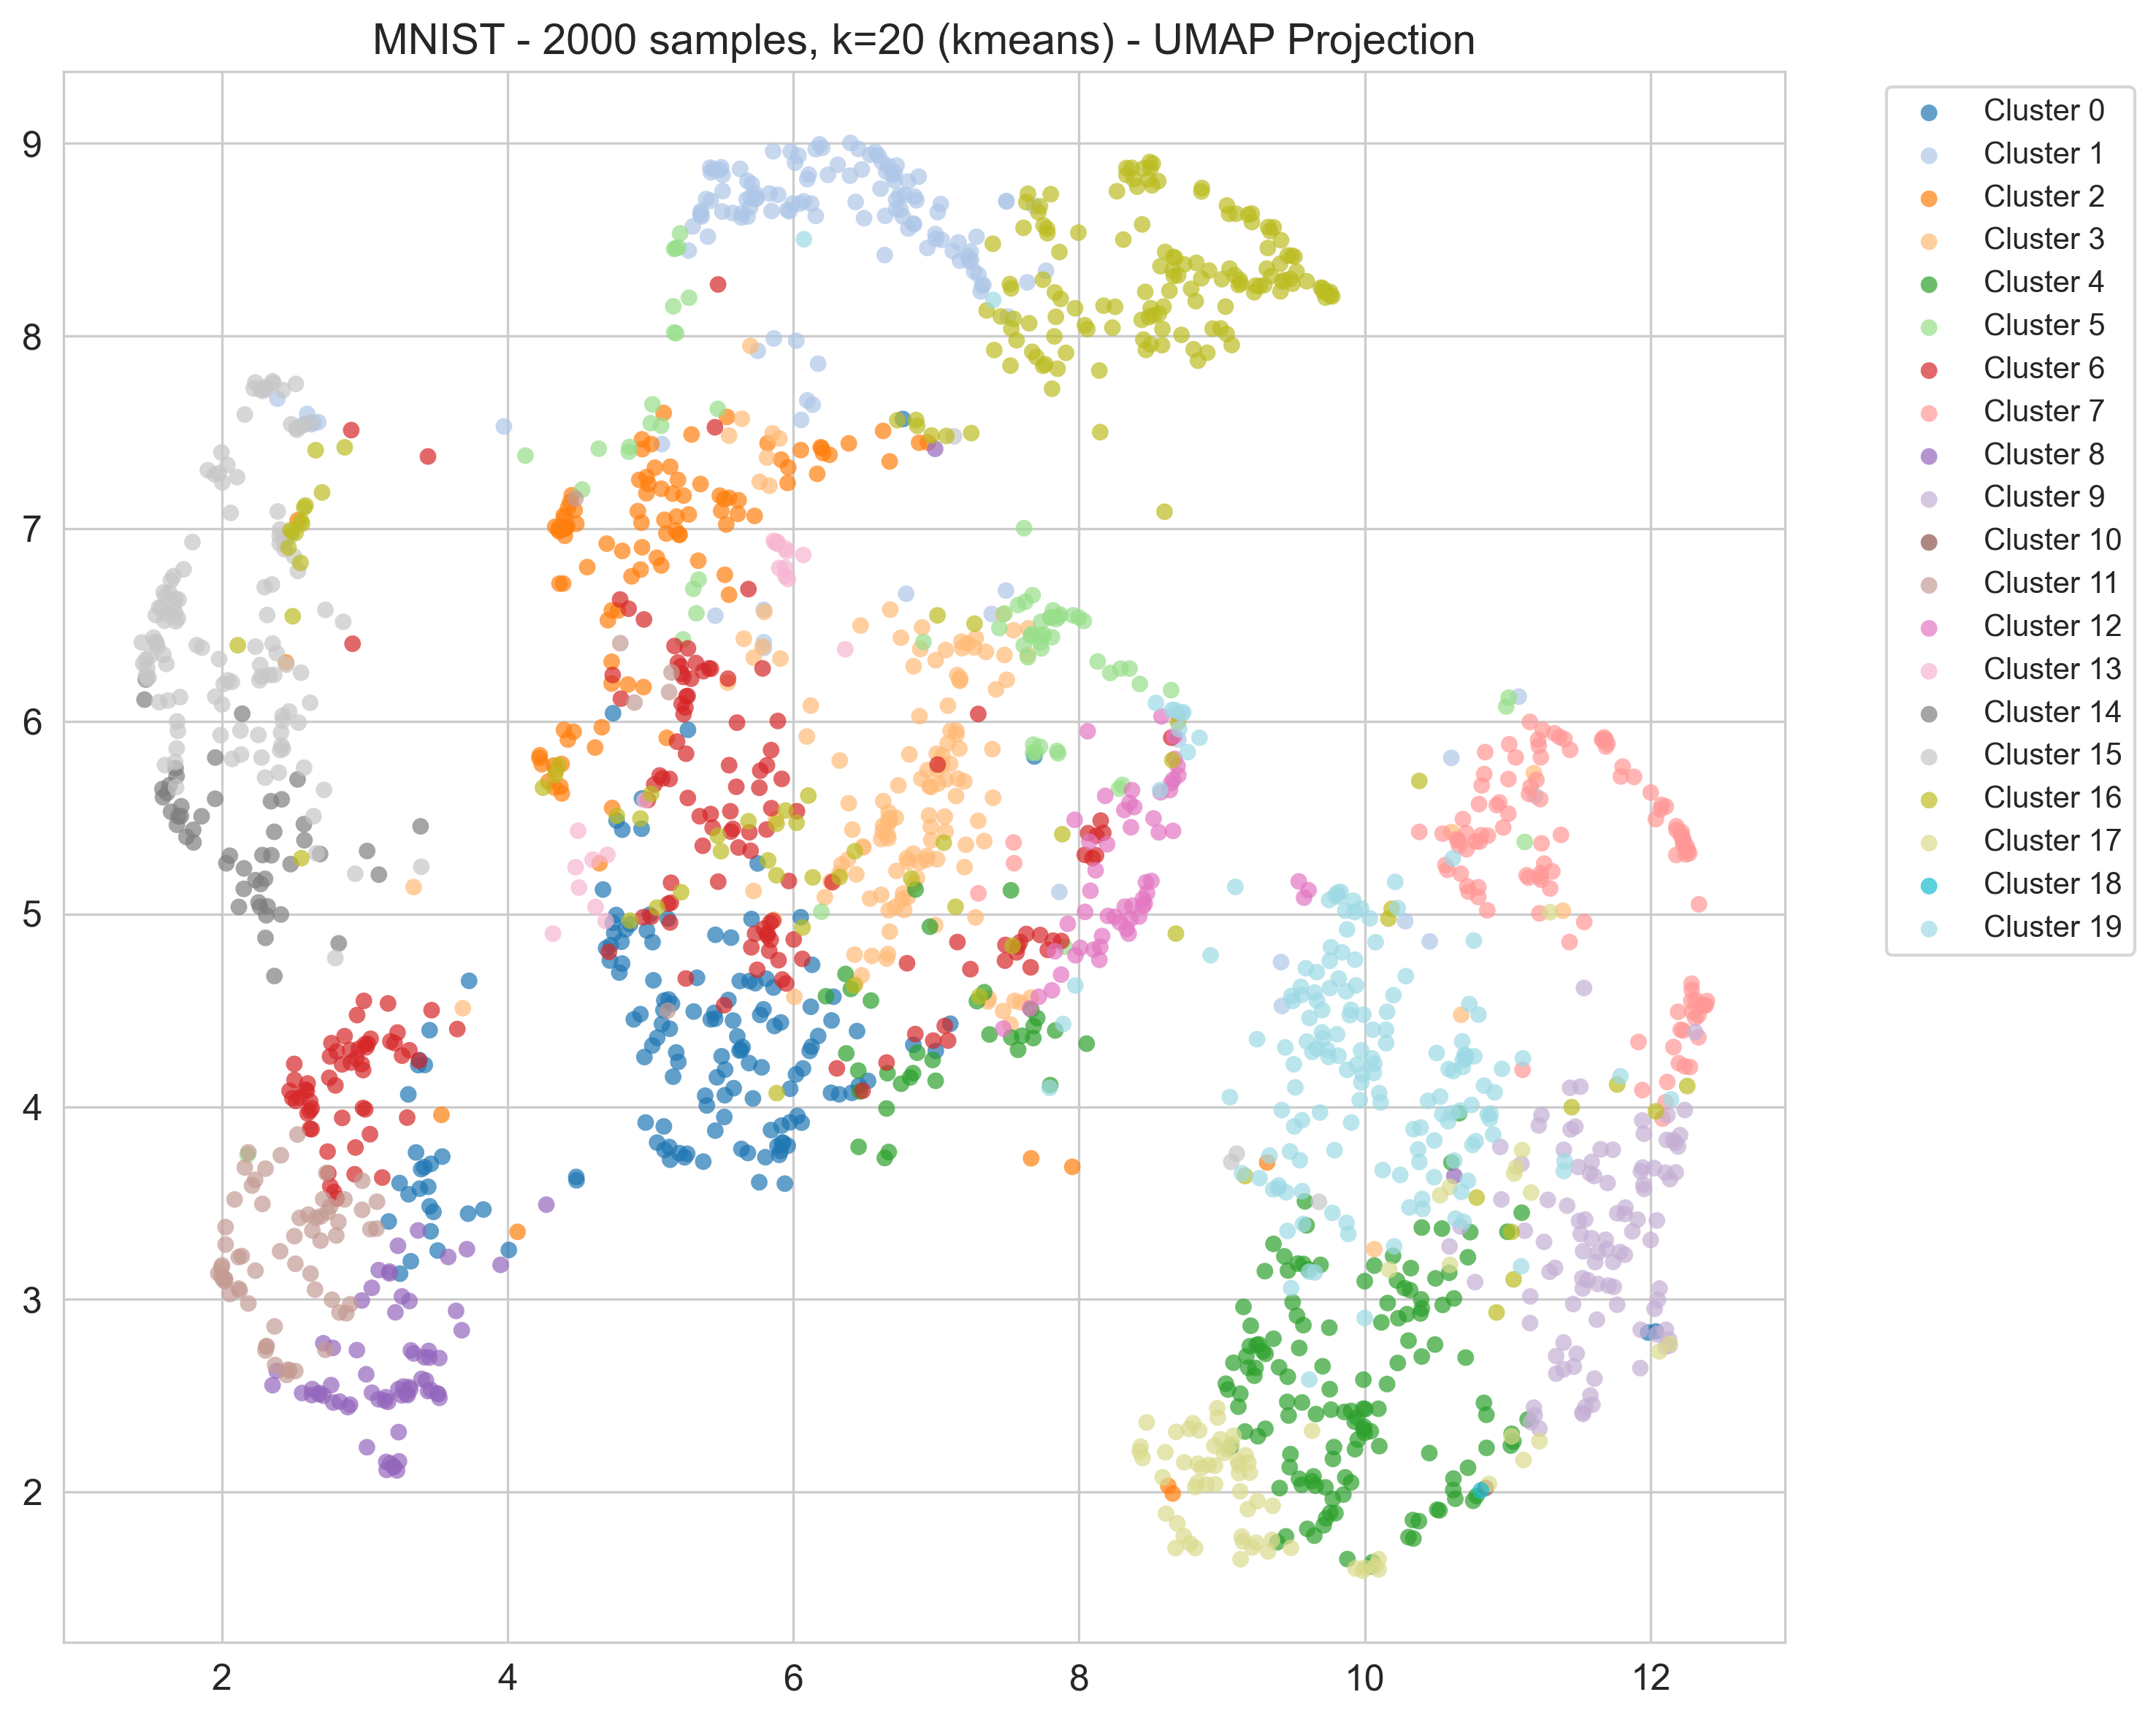 MNIST - 2000 samples, k=20 (kmeans) - UMAP Projection
9
8
7
6
5
4
3
2
2 4 6 8 10 12
Cluster 0
Cluster 1
Cluster 2
Cluster 3
Cluster 4
Cluster 5
Cluster 6
Cluster 7
Cluster 8
Cluster 9
Cluster 10
Cluster 11
Cluster 12
Cluster 13
Cluster 14
Cluster 15
Cluster 16
Cluster 17
Cluster 18
Cluster 19